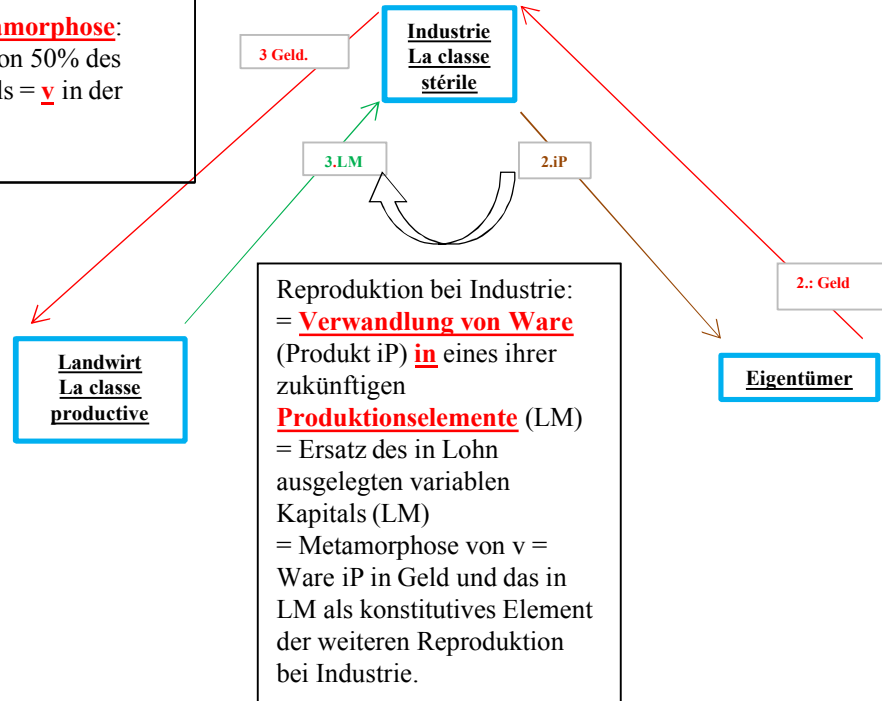 amorphose:
on 50% des
ls = v in der
3 Geld.
Industrie
La classe
stérile
3.LM
2.iP
2.: Geld
Landwirt
La classe
productive
Eigentümer
Reproduktion bei Industrie:
= Verwandlung von Ware
(Produkt iP) in eines ihrer
zukünftigen
Produktionselemente (LM)
= Ersatz des in Lohn
ausgelegten variablen
Kapitals (LM)
= Metamorphose von v =
Ware iP in Geld und das in
LM als konstitutives Element
der weiteren Reproduktion
bei Industrie.